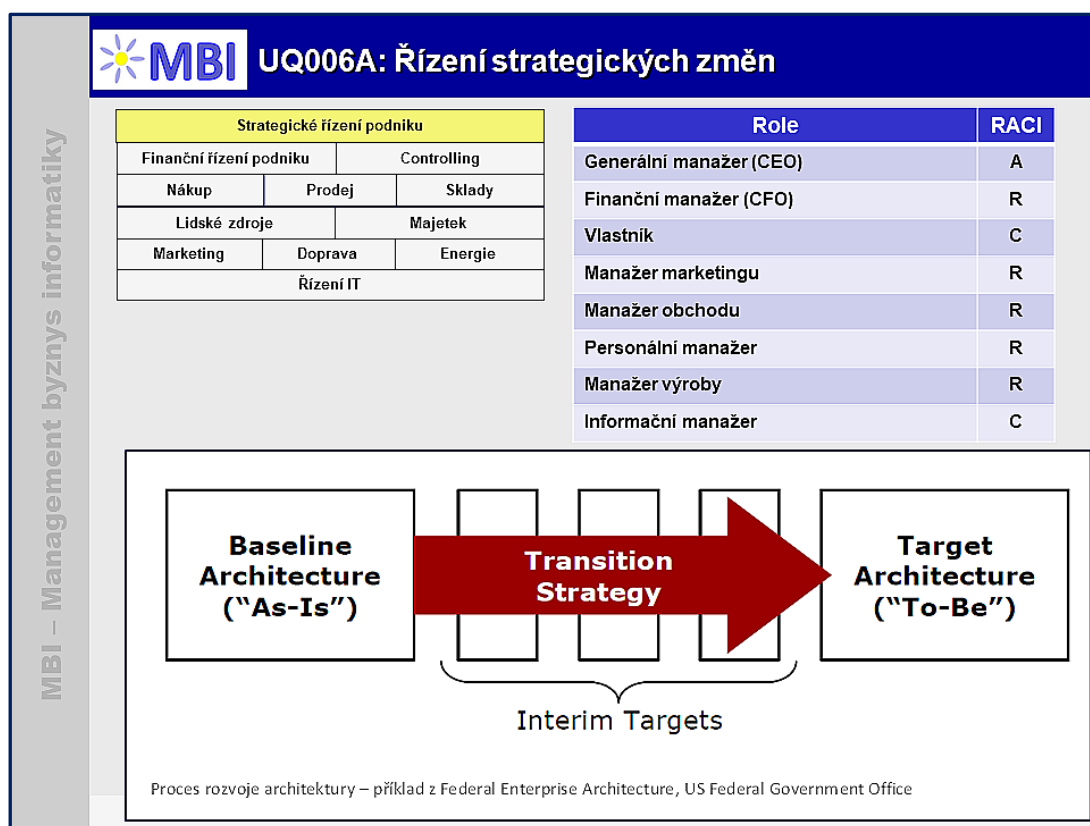 MBI
UQ006A: Řízení strategických změn
MBI – Management byznys informatiky
Strategické řízení podniku
Finanční řízení podniku Controlling
Nákup Prodej Sklady
Lidské zdroje Majetek
Marketing Doprava Energie
Řízení IT
Role RACI
Generální manažer (CEO) A
Finanční manažer (CFO) R
Vlastník C
Manažer marketingu R
Manažer obchodu R
Personální manažer R
Manažer výroby R
Informační manažer C
Baseline
Architecture
(“As-Is”)
Transition
Strategy
Target
Architecture
(“To-Be”)
Interim Targets
Proces rozvoje architektury – příklad z Federal Enterprise Architecture, US Federal Government Office